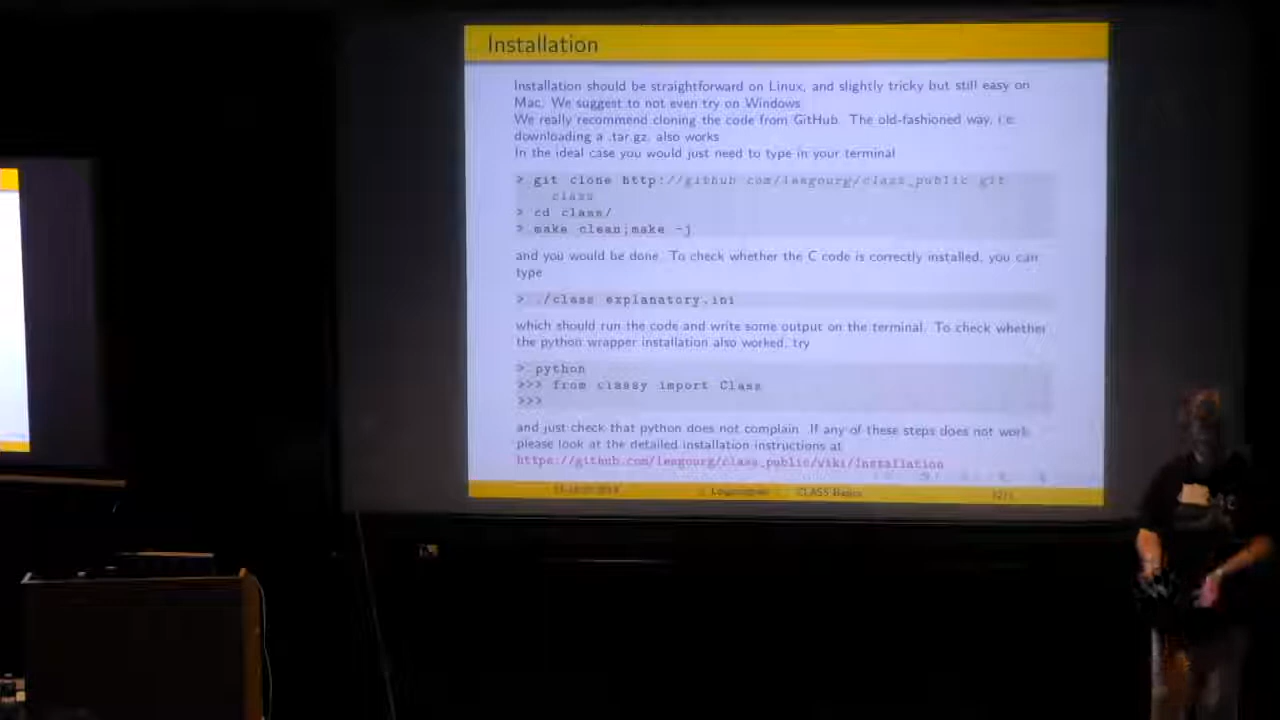 Installation
Installation should be straightforward on Linux, and slightly tricky but still easy on
Mac. We suggest to not even try on Windows
We really recommend cloning the code from GitHub. The old-fashioned way, i.e.
downloading a .tar.gz, also works
In the ideal case you would just need to type in your terminal
> git clone http://github.com/lesgourg/class_public.git
class
> cd class/
> make clean;make -j
and you would be done. To check whether the C code is correctly installed, you can
type
> ./class explanatory.ini
which should run the code and write some output on the terminal. To check whether
the python wrapper installation also worked, try
> python
>>> from classy import Class
>>>
and just check that python does not complain. If any of these steps does not work,
please look at the detailed installation instructions at
https://github.com/lesgourg/class_public/wiki/Installation
CLASS Basics